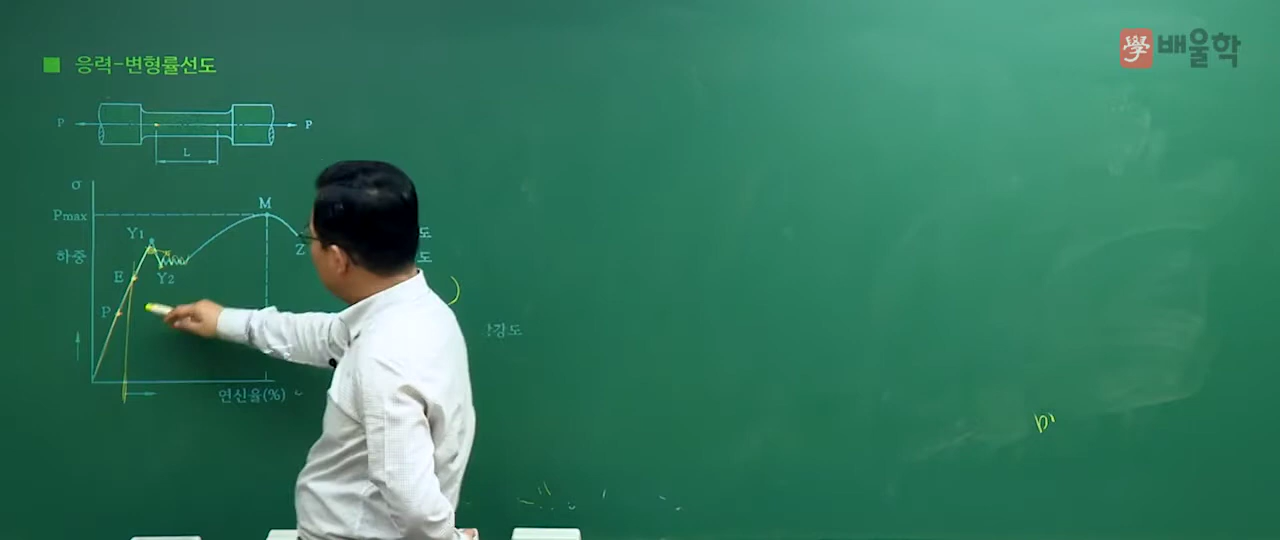 學 배울학
■ 응력-변형률선도
P P
L
σ
Pmax M
Y1
하중 Z
E Y2
P
연신율(%)
도
도
강도